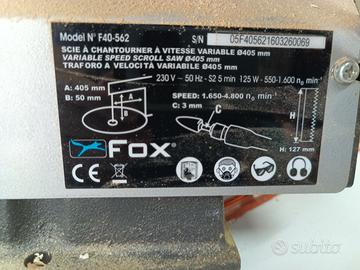 Model N° F40-562
S/N 05F405621603260069
SCIE À CHANTOURNER À VITESSE VARIABLE Ø405 mm
VARIABLE SPEED SCROLL SAW Ø405 mm
TRAFORO A VELOCITÀ VARIABILE Ø405 mm
230 V ~ 50 Hz - S2 5 min 125 W - 550-1.600 min⁻¹
A: 405 mm
B: 50 mm
A
B
SPEED: 1.650-4.800 min⁻¹
C: 3 mm
C
H
H: 127 mm
FOX
CE
subito